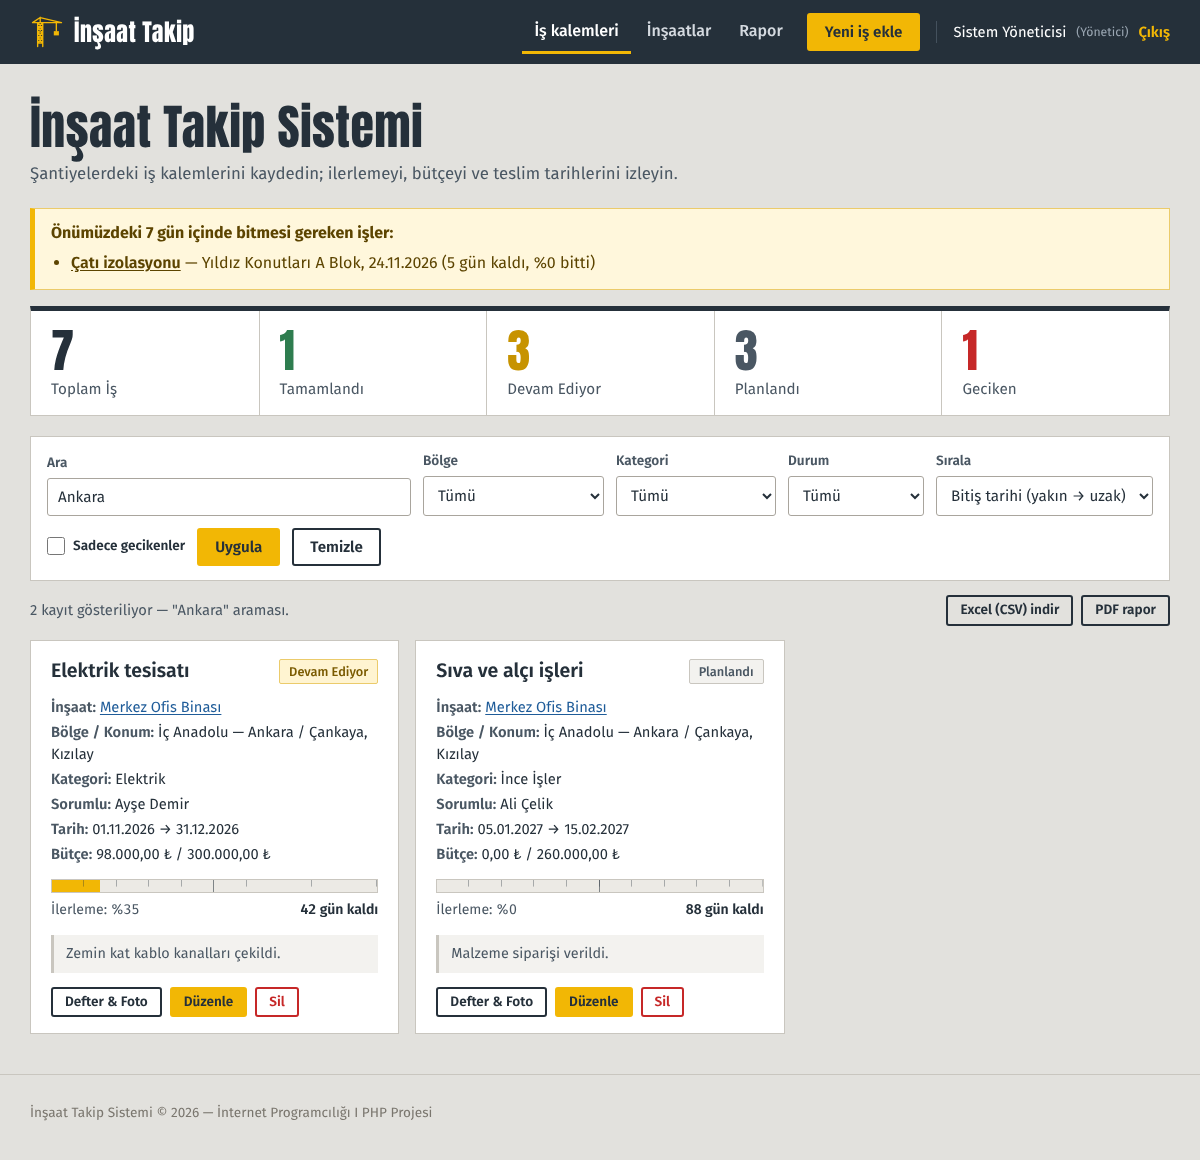 İnşaat Takip
İş kalemleri
İnşaatlar
Rapor
Yeni iş ekle
Sistem Yöneticisi (Yönetici) Çıkış
İnşaat Takip Sistemi
Şantiyelerdeki iş kalemlerini kaydedin; ilerlemeyi, bütçeyi ve teslim tarihlerini izleyin.
Önümüzdeki 7 gün içinde bitmesi gereken işler:
• Çatı izolasyonu — Yıldız Konutları A Blok, 24.11.2026 (5 gün kaldı, %0 bitti)
7
Toplam İş
1
Tamamlandı
3
Devam Ediyor
3
Planlandı
1
Geciken
Ara
Ankara
Bölge
Tümü
Kategori
Tümü
Durum
Tümü
Sırala
Bitiş tarihi (yakın → uzak)
Sadece gecikenler
Uygula
Temizle
2 kayıt gösteriliyor — "Ankara" araması.
Excel (CSV) indir
PDF rapor
Elektrik tesisatı
Devam Ediyor
İnşaat: Merkez Ofis Binası
Bölge / Konum: İç Anadolu — Ankara / Çankaya,
Kızılay
Kategori: Elektrik
Sorumlu: Ayşe Demir
Tarih: 01.11.2026 → 31.12.2026
Bütçe: 98.000,00 ₺ / 300.000,00 ₺
İlerleme: %35
42 gün kaldı
Zemin kat kablo kanalları çekildi.
Defter & Foto
Düzenle
Sil
Sıva ve alçı işleri
Planlandı
İnşaat: Merkez Ofis Binası
Bölge / Konum: İç Anadolu — Ankara / Çankaya,
Kızılay
Kategori: İnce İşler
Sorumlu: Ali Çelik
Tarih: 05.01.2027 → 15.02.2027
Bütçe: 0,00 ₺ / 260.000,00 ₺
İlerleme: %0
88 gün kaldı
Malzeme siparişi verildi.
Defter & Foto
Düzenle
Sil
İnşaat Takip Sistemi © 2026 — İnternet Programcılığı I PHP Projesi